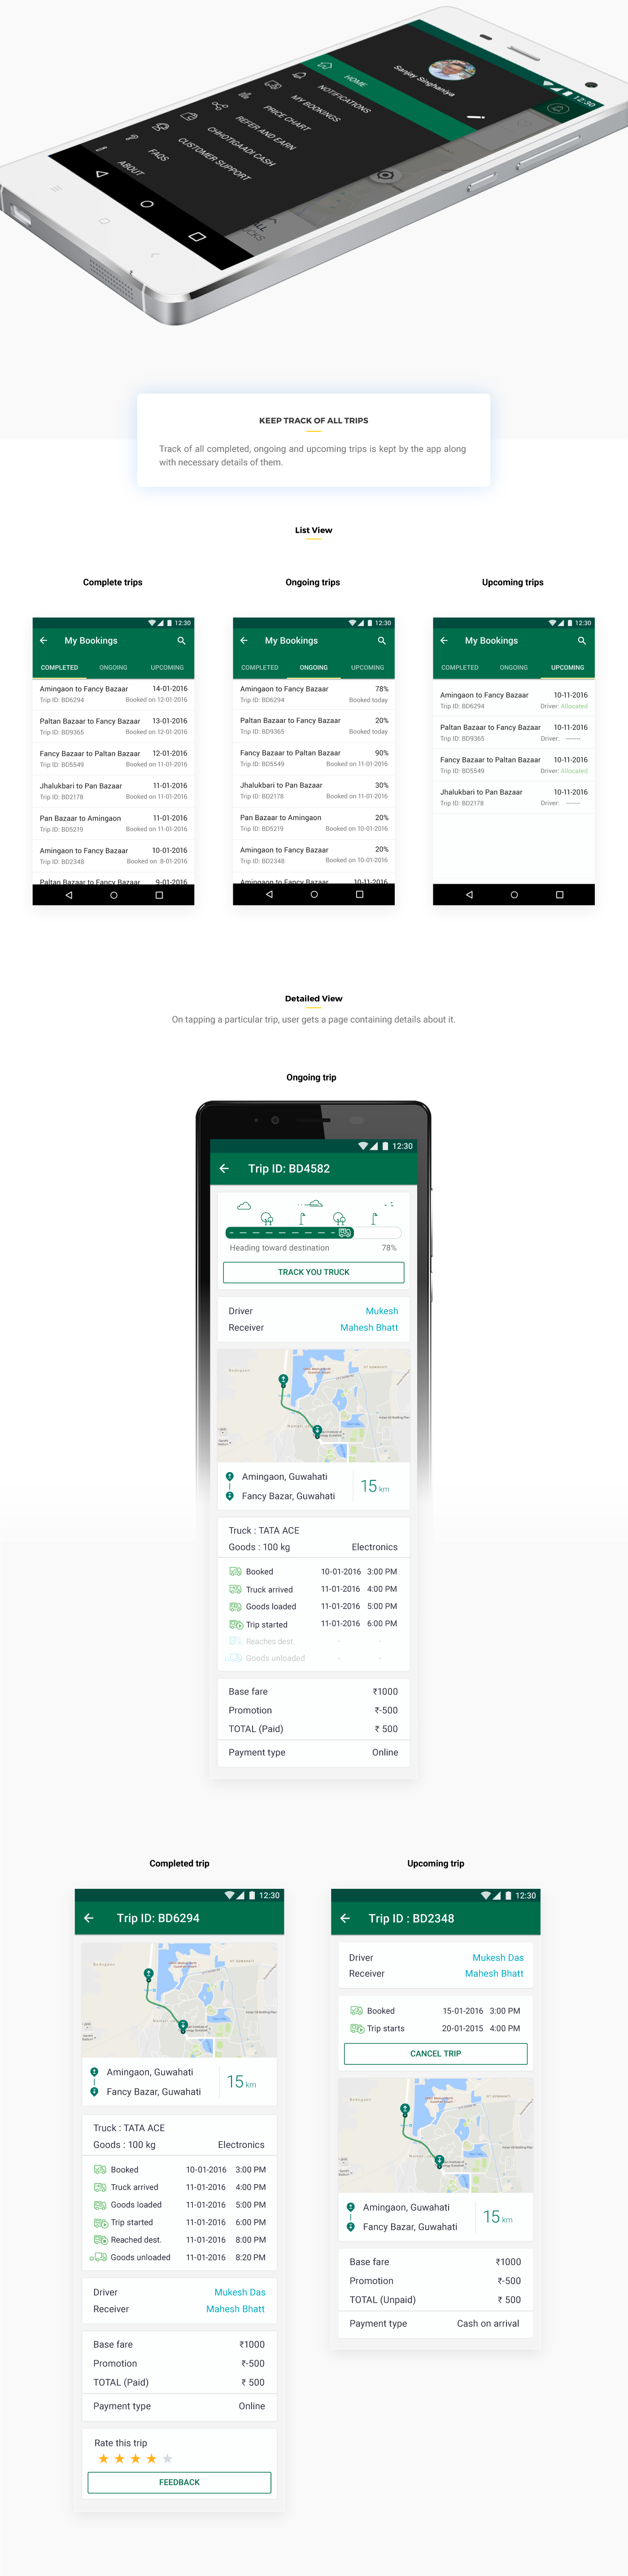 12:30
Sanjay Singhaniya
HOME
NOTIFICATIONS
MY BOOKINGS
PRICE CHART
REFER AND EARN
CHHOTIGAADI CASH
CUSTOMER SUPPORT
FAQS
ABOUT
KEEP TRACK OF ALL TRIPS
Track of all completed, ongoing and upcoming trips is kept by the app along
with necessary details of them.
List View
Complete trips
12:30
My Bookings
COMPLETED ONGOING UPCOMING
Amingaon to Fancy Bazaar 14-01-2016
Trip ID: BD6294 Booked on 12-01-2016
Paltan Bazaar to Fancy Bazaar 13-01-2016
Trip ID: BD9365 Booked on 12-01-2016
Fancy Bazaar to Paltan Bazaar 12-01-2016
Trip ID: BD5549 Booked on 11-01-2016
Jhalukbari to Pan Bazaar 11-01-2016
Trip ID: BD2178 Booked on 11-01-2016
Pan Bazaar to Amingaon 11-01-2016
Trip ID: BD5219 Booked on 11-01-2016
Amingaon to Fancy Bazaar 10-01-2016
Trip ID: BD2348 Booked on 8-01-2016
Paltan Bazaar to Fancy Bazaar 9-01-2016
Ongoing trips
12:30
My Bookings
COMPLETED ONGOING UPCOMING
Amingaon to Fancy Bazaar 78%
Trip ID: BD6294 Booked today
Paltan Bazaar to Fancy Bazaar 20%
Trip ID: BD9365 Booked today
Fancy Bazaar to Paltan Bazaar 90%
Trip ID: BD5549 Booked on 11-01-2016
Jhalukbari to Pan Bazaar 30%
Trip ID: BD2178 Booked on 11-01-2016
Pan Bazaar to Amingaon 20%
Trip ID: BD5219 Booked on 10-01-2016
Amingaon to Fancy Bazaar 20%
Trip ID: BD2348 Booked on 10-01-2016
Amingaon to Fancy Bazaar 10-11-2016
Upcoming trips
12:30
My Bookings
COMPLETED ONGOING UPCOMING
Amingaon to Fancy Bazaar 10-11-2016
Trip ID: BD6294 Driver: Allocated
Paltan Bazaar to Fancy Bazaar 10-11-2016
Trip ID: BD9365 Driver: -------
Fancy Bazaar to Paltan Bazaar 10-11-2016
Trip ID: BD5549 Driver: Allocated
Jhalukbari to Pan Bazaar 10-11-2016
Trip ID: BD2178 Driver: -------
Detailed View
On tapping a particular trip, user gets a page containing details about it.
Ongoing trip
12:30
Trip ID: BD4582
Heading toward destination 78%
TRACK YOU TRUCK
Driver Mukesh
Receiver Mahesh Bhatt
Amingaon, Guwahati
Fancy Bazar, Guwahati
15 km
Truck : TATA ACE
Goods : 100 kg Electronics
Booked 10-01-2016 3:00 PM
Truck arrived 11-01-2016 4:00 PM
Goods loaded 11-01-2016 5:00 PM
Trip started 11-01-2016 6:00 PM
Reaches dest. - -
Goods unloaded - -
Base fare ₹1000
Promotion ₹-500
TOTAL (Paid) ₹ 500
Payment type Online
Completed trip
12:30
Trip ID: BD6294
Amingaon, Guwahati
Fancy Bazar, Guwahati
15 km
Truck : TATA ACE
Goods : 100 kg Electronics
Booked 10-01-2016 3:00 PM
Truck arrived 11-01-2016 4:00 PM
Goods loaded 11-01-2016 5:00 PM
Trip started 11-01-2016 6:00 PM
Reached dest. 11-01-2016 8:00 PM
Goods unloaded 11-01-2016 8:20 PM
Driver Mukesh Das
Receiver Mahesh Bhatt
Base fare ₹1000
Promotion ₹-500
TOTAL (Paid) ₹ 500
Payment type Online
Rate this trip
FEEDBACK
Upcoming trip
12:30
Trip ID : BD2348
Driver Mukesh Das
Receiver Mahesh Bhatt
Booked 15-01-2016 3:00 PM
Trip starts 20-01-2015 4:00 PM
CANCEL TRIP
Amingaon, Guwahati
Fancy Bazar, Guwahati
15 km
Base fare ₹1000
Promotion ₹-500
TOTAL (Unpaid) ₹ 500
Payment type Cash on arrival